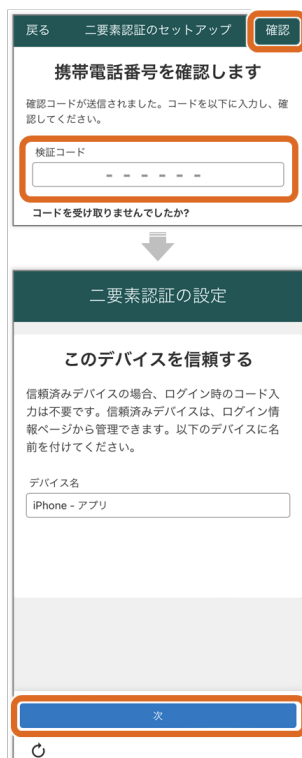 戻る 二要素認証のセットアップ 確認
携帯電話番号を確認します
確認コードが送信されました。コードを以下に入力し、確
認してください。
検証コード
- - - - - -
コードを受け取りませんでしたか?
二要素認証の設定
このデバイスを信頼する
信頼済みデバイスの場合、ログイン時のコード入
力は不要です。信頼済みデバイスは、ログイン情
報ページから管理できます。以下のデバイスに名
前を付けてください。
デバイス名
iPhone - アプリ
次